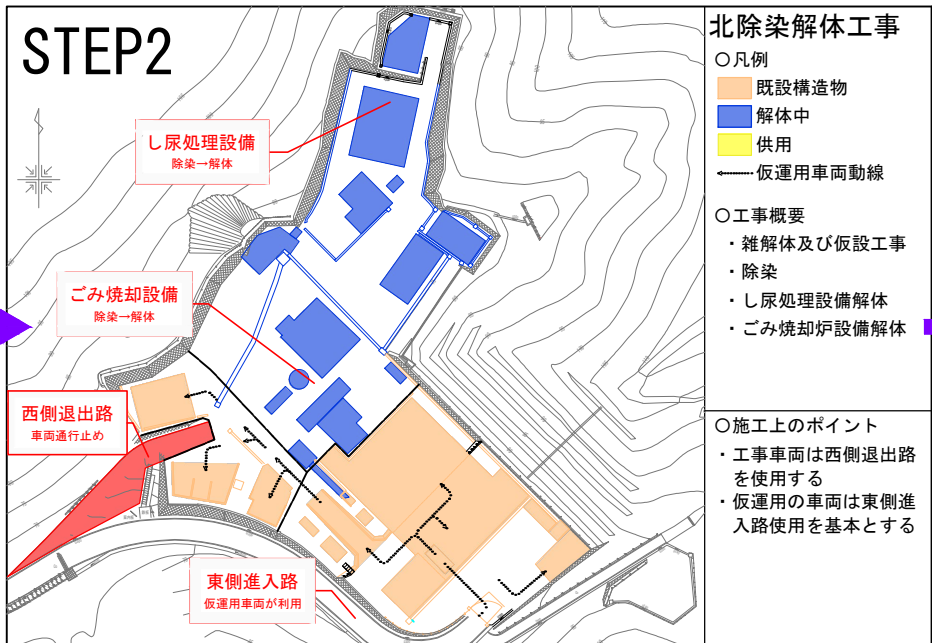 STEP2
し尿処理設備
除染→解体
ごみ焼却設備
除染→解体
西側退出路
車両通行止め
東側進入路
仮運用車両が利用
北除染解体工事
○凡例
既設構造物
解体中
供用
仮運用車両動線
○工事概要
・雑解体及び仮設工事
・除染
・し尿処理設備解体
・ごみ焼却炉設備解体
○施工上のポイント
・工事車両は西側退出路
を使用する
・仮運用の車両は東側進
入路使用を基本とする